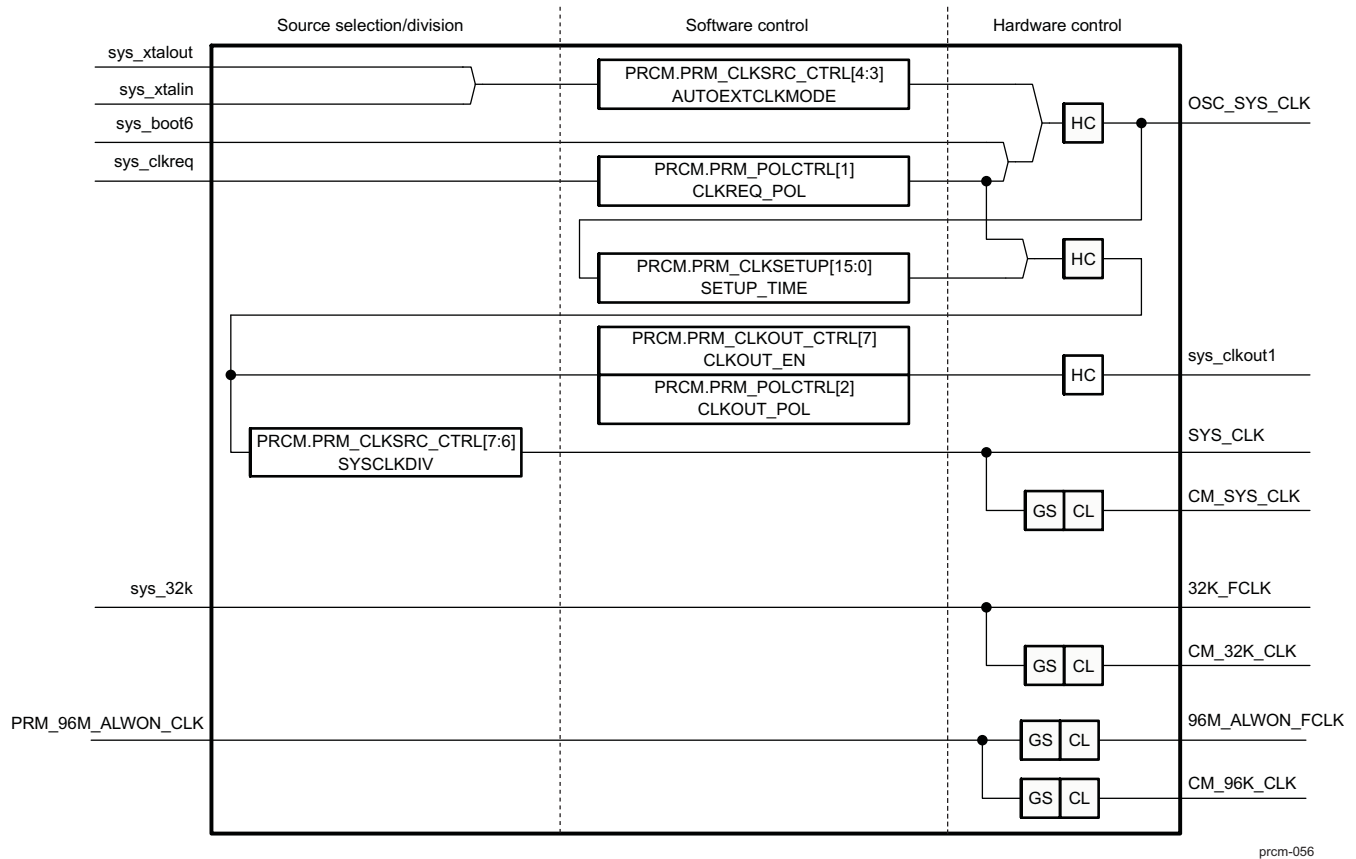 Source selection/division
Software control
Hardware control
sys_xtalout
sys_xtalin
sys_boot6
sys_clkreq
PRCM.PRM_CLKSRC_CTRL[4:3]
AUTOEXTCLKMODE
HC
OSC_SYS_CLK
PRCM.PRM_POLCTRL[1]
CLKREQ_POL
PRCM.PRM_CLKSETUP[15:0]
SETUP_TIME
HC
PRCM.PRM_CLKOUT_CTRL[7]
CLKOUT_EN
PRCM.PRM_POLCTRL[2]
CLKOUT_POL
HC
sys_clkout1
PRCM.PRM_CLKSRC_CTRL[7:6]
SYSCLKDIV
SYS_CLK
GS CL
CM_SYS_CLK
sys_32k
32K_FCLK
GS CL
CM_32K_CLK
PRM_96M_ALWON_CLK
GS CL
96M_ALWON_FCLK
GS CL
CM_96K_CLK
prcm-056